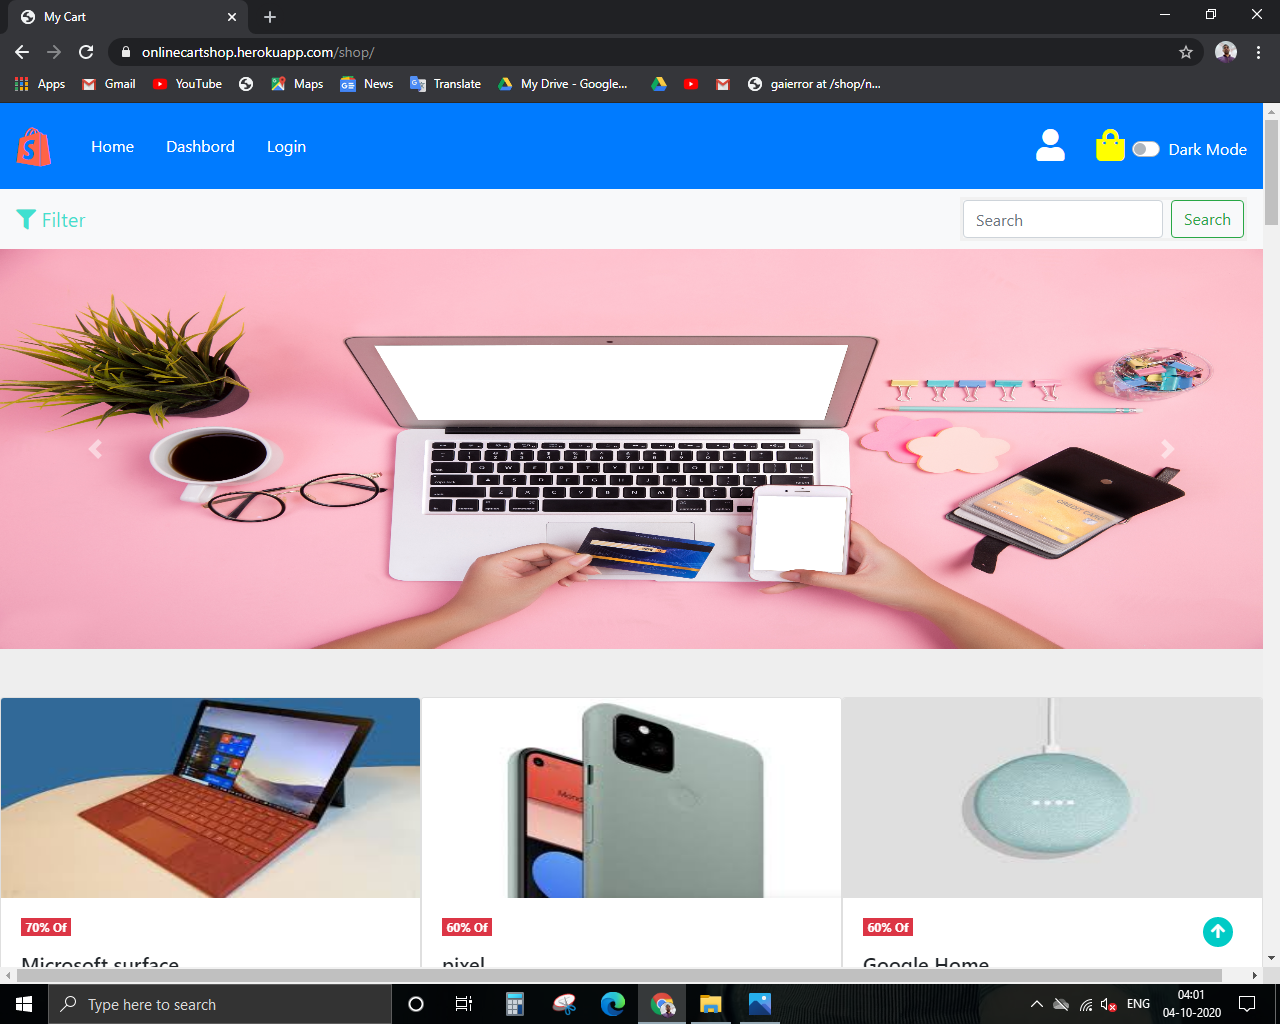 My Cart
onlinecartshop.herokuapp.com/shop/
Apps Gmail YouTube Maps News Translate My Drive - Google... gaierror at /shop/n...
S Home Dashbord Login Dark Mode
Filter Search Search
CREDIT CARD
70% Of 60% Of 60% Of
Microsoft surface pixel Google Home
Type here to search
ENG 04:01
04-10-2020